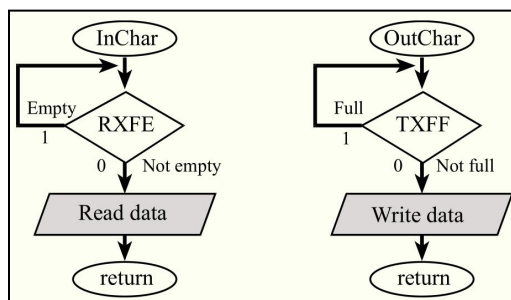 InChar
Empty
RXFE
1
0
Not empty
Read data
return
OutChar
Full
TXFF
1
0
Not full
Write data
return